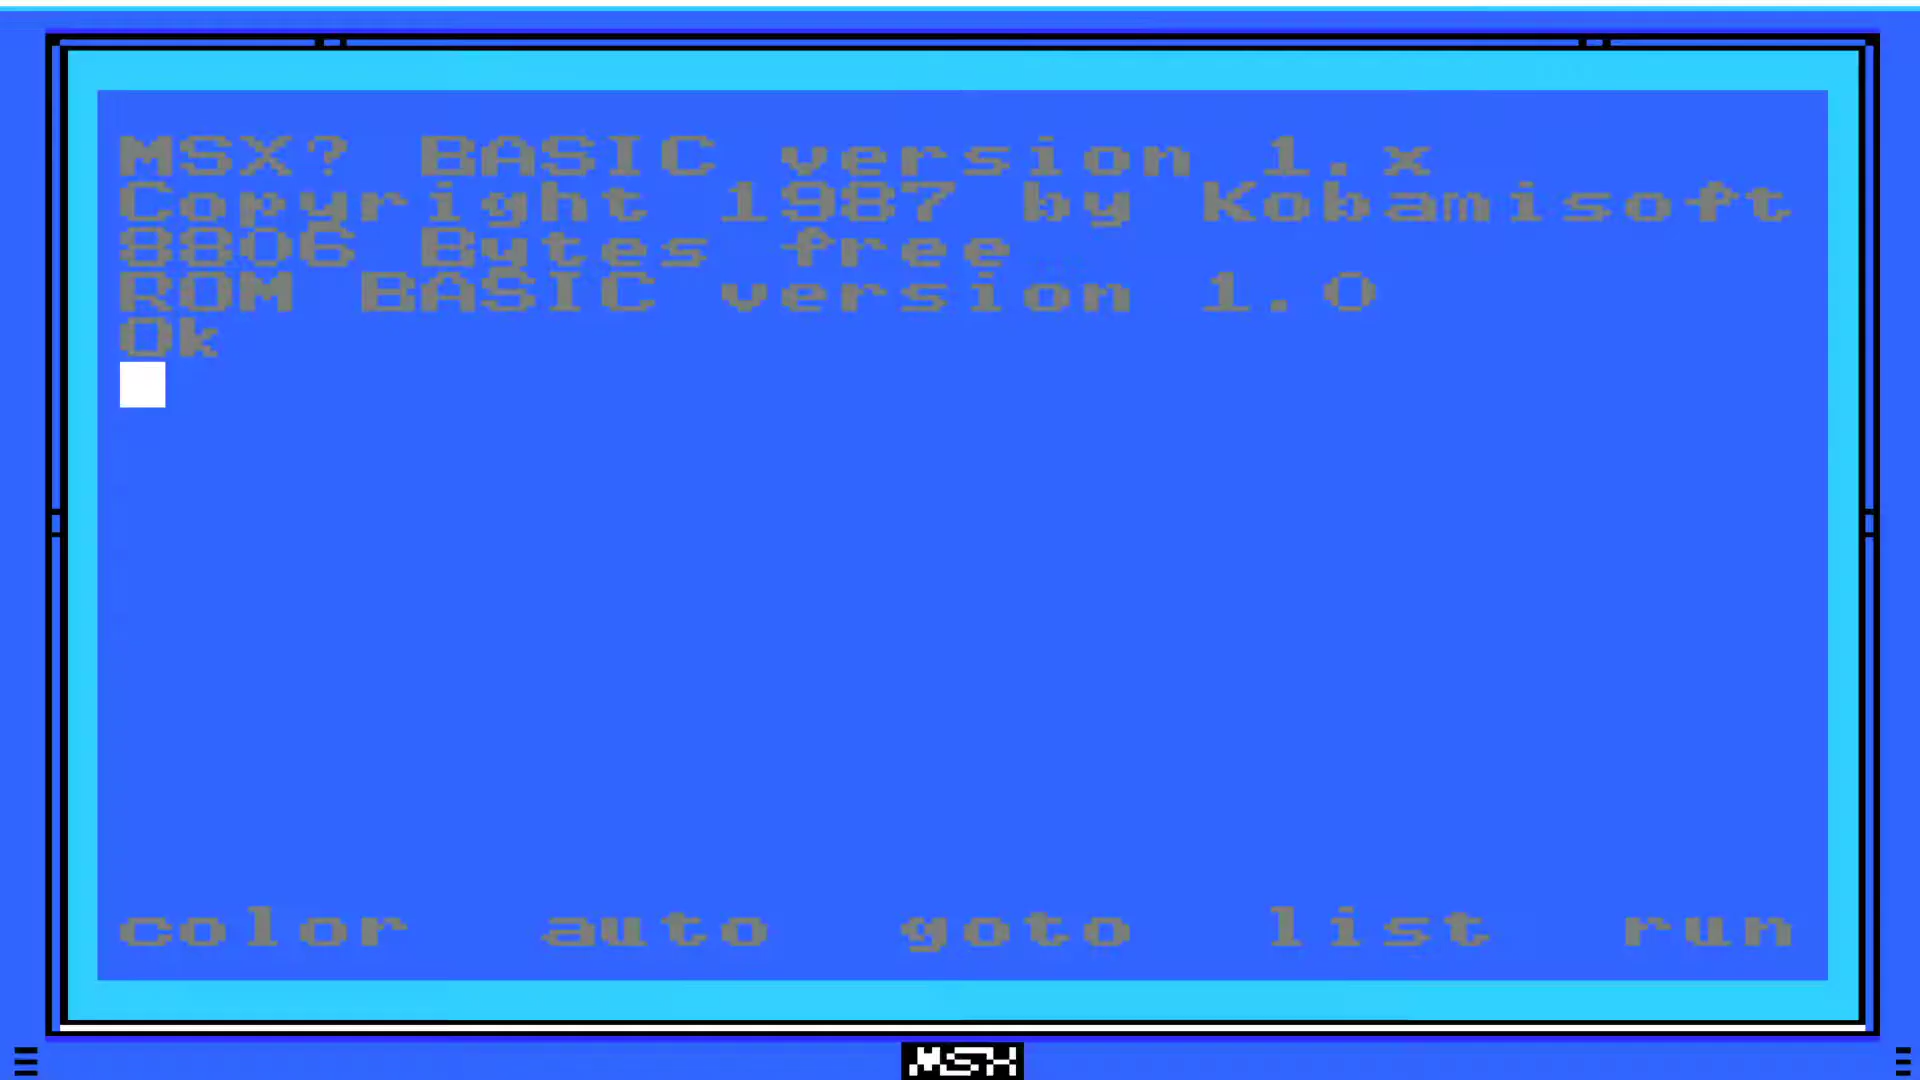 MSX? BASIC version 1.x
Copyright 1987 by Kobamisoft
8806 Bytes free
ROM BASIC version 1.0
Ok
color auto goto list run
MSX